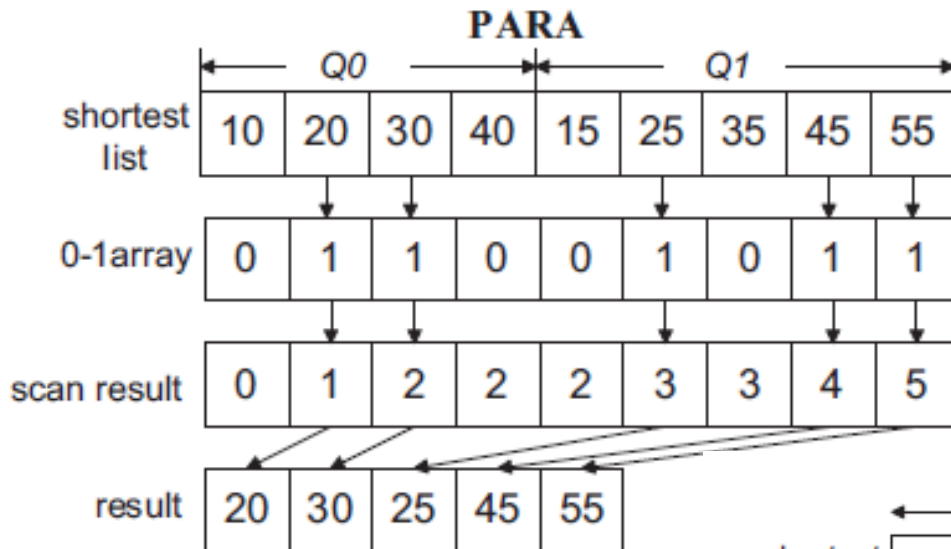 PARA
Q0 Q1
shortest list 10 20 30 40 15 25 35 45 55
0-1array 0 1 1 0 0 1 0 1 1
scan result 0 1 2 2 2 3 3 4 5
result 20 30 25 45 55